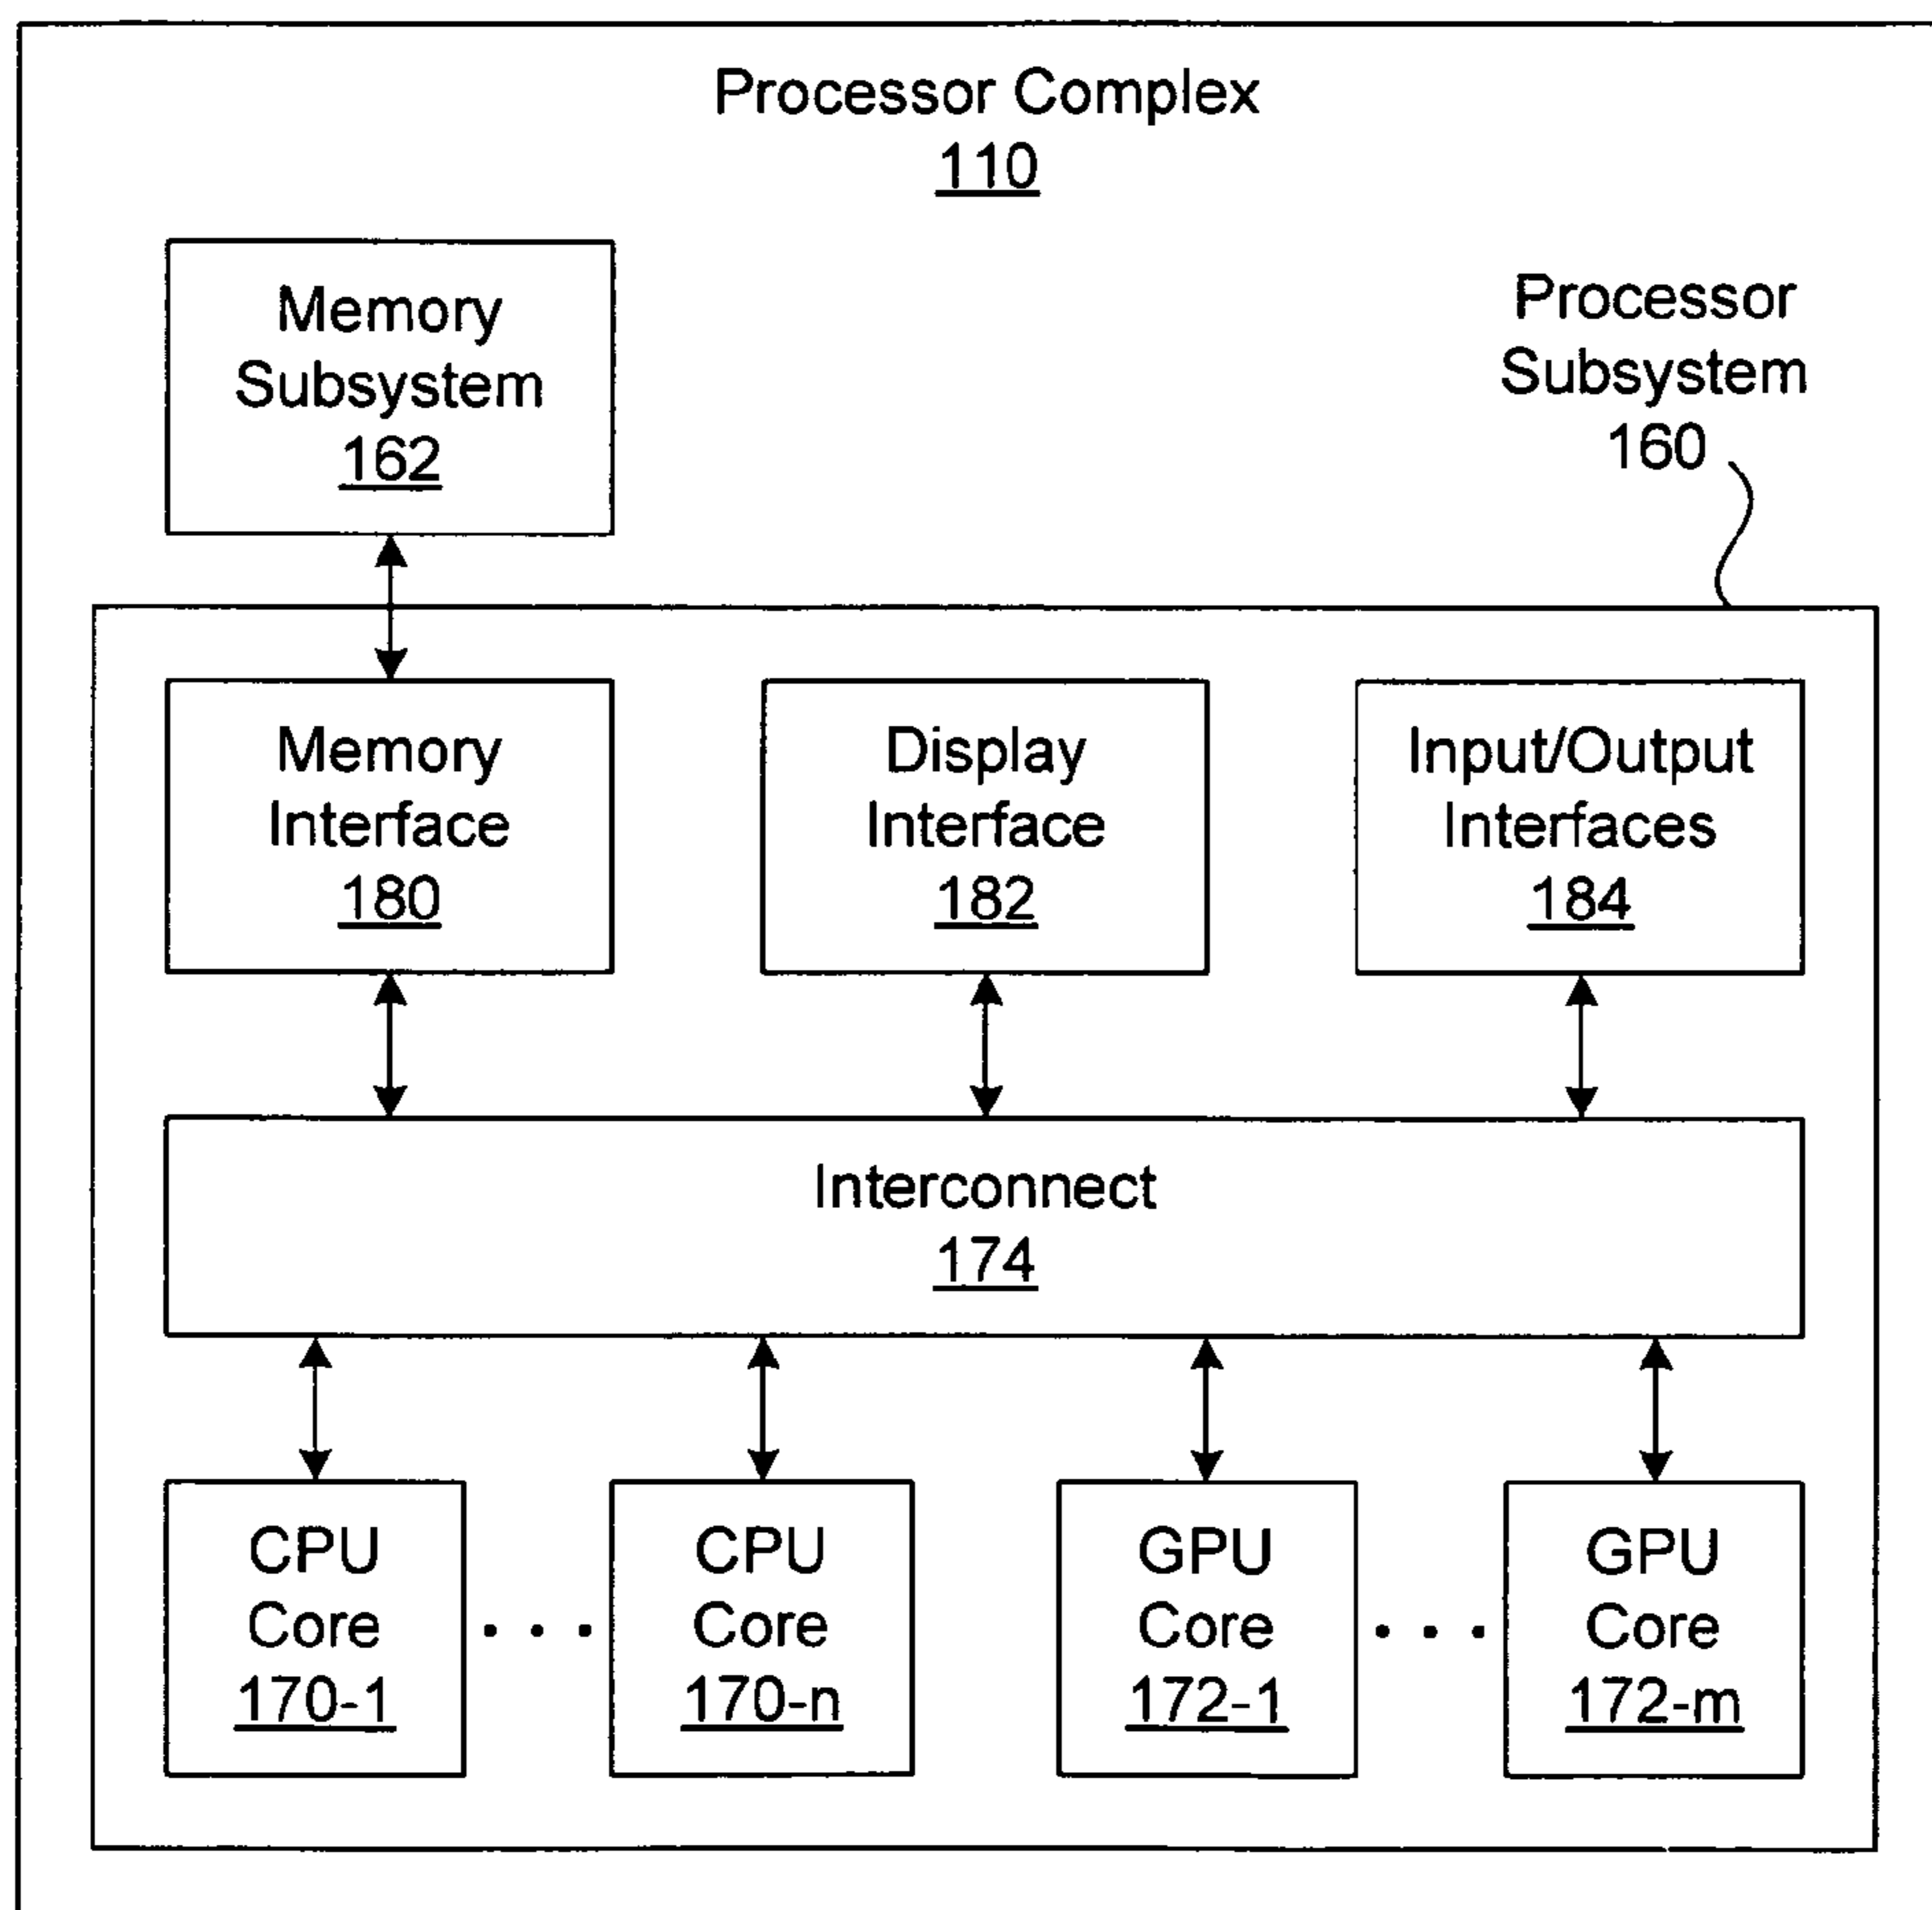 Processor Complex
110
Memory
Subsystem
162
Processor
Subsystem
160
Memory
Interface
180
Display
Interface
182
Input/Output
Interfaces
184
Interconnect
174
CPU
Core
170-1
. . .
CPU
Core
170-n
GPU
Core
172-1
. . .
GPU
Core
172-m